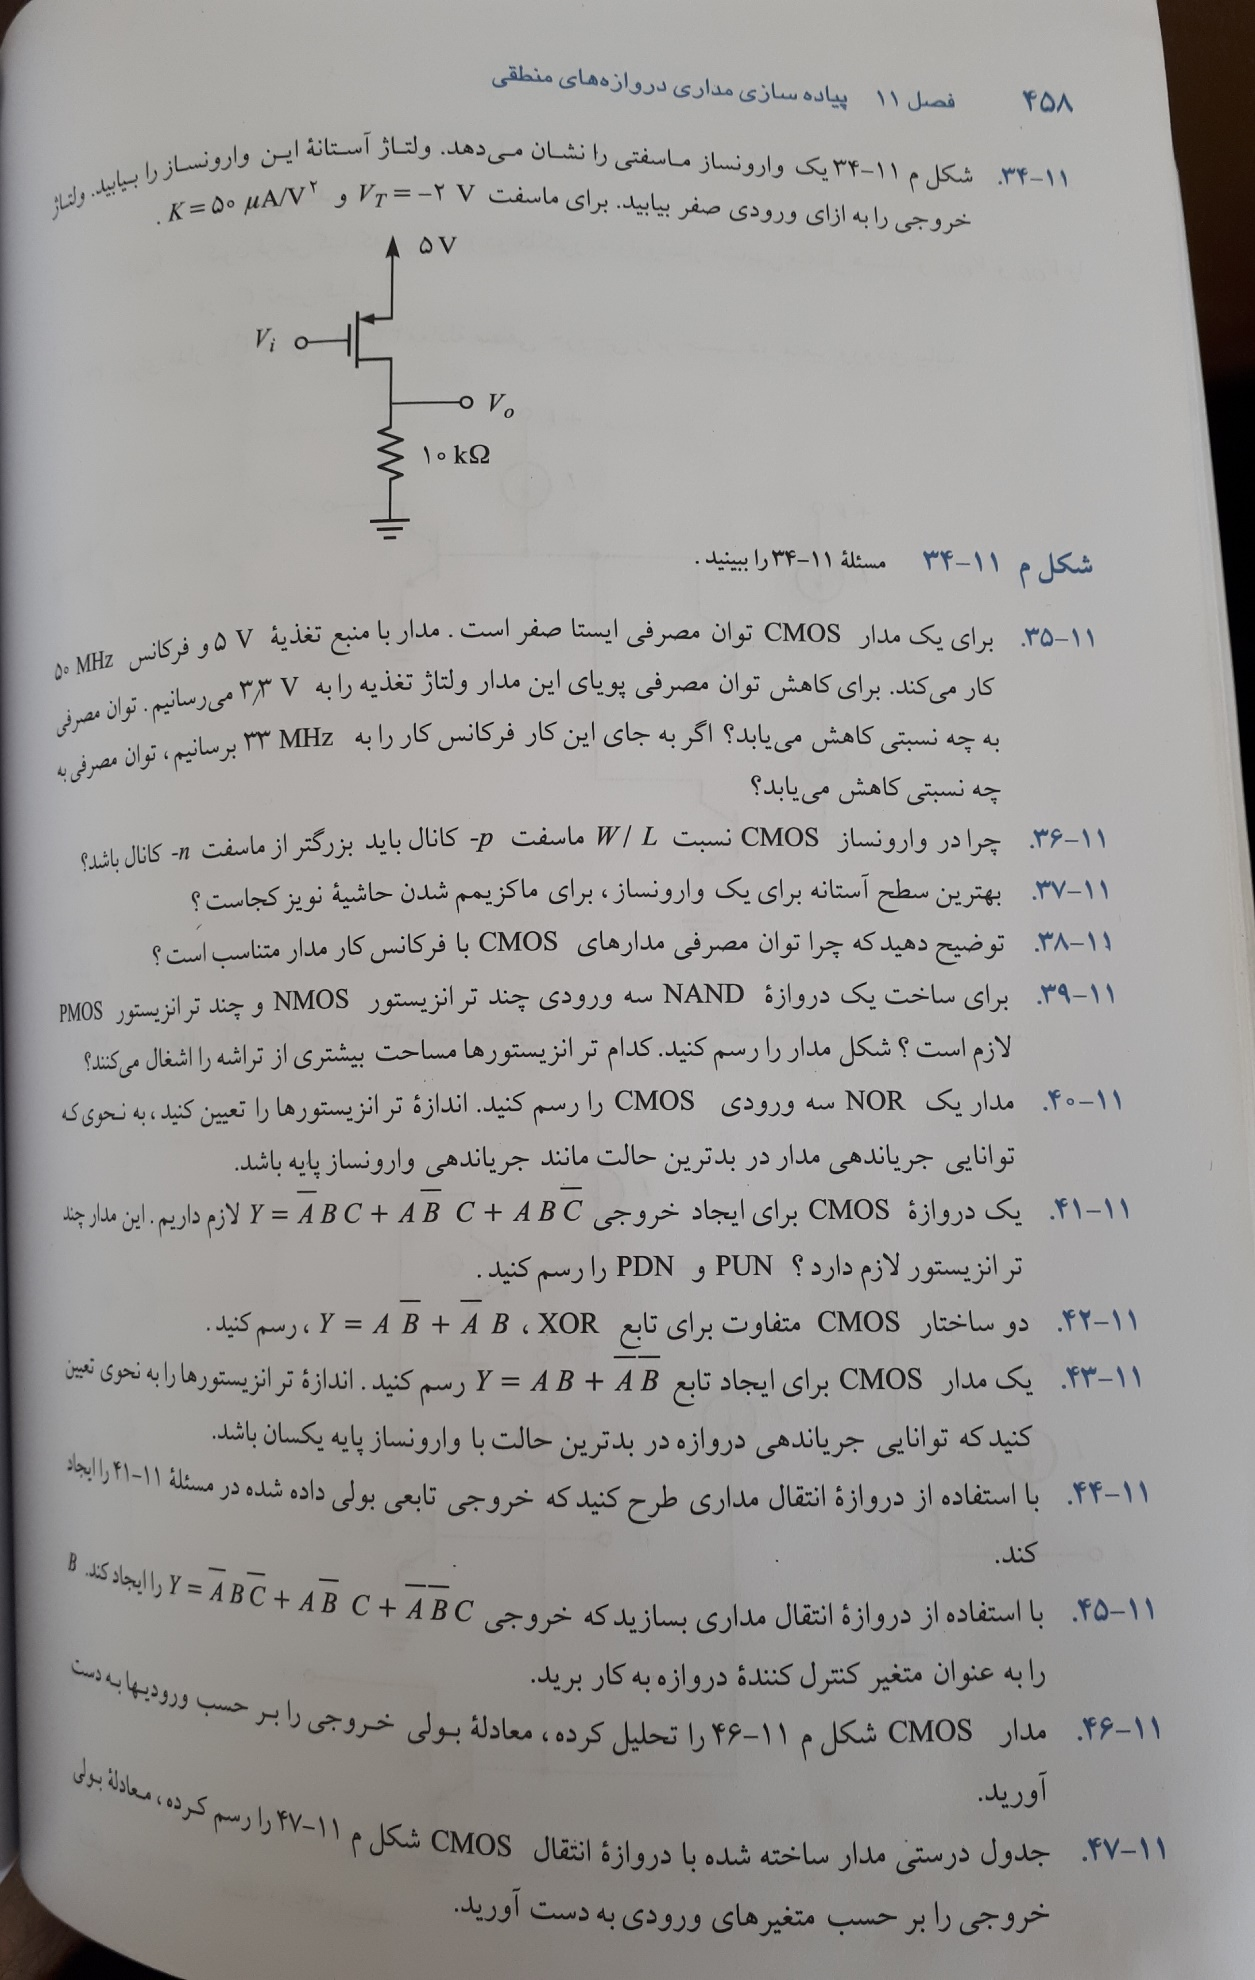 ۴۵۸ فصل ۱۱ پیاده سازی مداری دروازه‌های منطقی
۱۱-۳۴. شکل م ۱۱-۳۴ یک وارونساز ماسفتی را نشان می‌دهد. ولتاژ آستانهٔ این وارونساز را بیابید. ولتاژ
خروجی را به ازای ورودی صفر بیابید. برای ماسفت V_T = −۲ V و K = ۵۰ μA/V^۲ .
۵ V
V_i
V_o
۱۰ kΩ
شکل م ۱۱-۳۴ مسئلهٔ ۱۱-۳۴ را ببینید.
۱۱-۳۵. برای یک مدار CMOS توان مصرفی ایستا صفر است. مدار با منبع تغذیهٔ ۵ V و فرکانس ۵۰ MHz
کار می‌کند. برای کاهش توان مصرفی پویای این مدار ولتاژ تغذیه را به ۳٫۳ V می‌رسانیم. توان مصرفی
به چه نسبتی کاهش می‌یابد؟ اگر به جای این کار فرکانس کار را به ۳۳ MHz برسانیم، توان مصرفی به
چه نسبتی کاهش می‌یابد؟
۱۱-۳۶. چرا در وارونساز CMOS نسبت W/L ماسفت p- کانال باید بزرگتر از ماسفت n- کانال باشد؟
۱۱-۳۷. بهترین سطح آستانه برای یک وارونساز، برای ماکزیمم شدن حاشیهٔ نویز کجاست؟
۱۱-۳۸. توضیح دهید که چرا توان مصرفی مدارهای CMOS با فرکانس کار مدار متناسب است؟
۱۱-۳۹. برای ساخت یک دروازهٔ NAND سه ورودی چند ترانزیستور NMOS و چند ترانزیستور PMOS
لازم است؟ شکل مدار را رسم کنید. کدام ترانزیستورها مساحت بیشتری از تراشه را اشغال می‌کنند؟
۱۱-۴۰. مدار یک NOR سه ورودی CMOS را رسم کنید. اندازهٔ ترانزیستورها را تعیین کنید، به نحوی که
توانایی جریاندهی مدار در بدترین حالت مانند جریاندهی وارونساز پایه باشد.
۱۱-۴۱. یک دروازهٔ CMOS برای ایجاد خروجی Y = A̅ B C + A B̅ C + A B C̅ لازم داریم. این مدار چند
ترانزیستور لازم دارد؟ PUN و PDN را رسم کنید.
۱۱-۴۲. دو ساختار CMOS متفاوت برای تابع XOR ، Y = A B̅ + A̅ B ، رسم کنید.
۱۱-۴۳. یک مدار CMOS برای ایجاد تابع Y = A B + A̅ B̅ رسم کنید. اندازهٔ ترانزیستورها را به نحوی تعیین
کنید که توانایی جریاندهی دروازه در بدترین حالت با وارونساز پایه یکسان باشد.
۱۱-۴۴. با استفاده از دروازهٔ انتقال مداری طرح کنید که خروجی تابعی بولی داده شده در مسئلهٔ ۱۱-۴۱ را ایجاد
کند.
۱۱-۴۵. با استفاده از دروازهٔ انتقال مداری بسازید که خروجی Y = A̅ B C̅ + A B̅ C + A̅ B̅ C را ایجاد کند. B
را به عنوان متغیر کنترل کنندهٔ دروازه به کار برید.
۱۱-۴۶. مدار CMOS شکل م ۱۱-۴۶ را تحلیل کرده، معادلهٔ بولی خروجی را بر حسب ورودیها به دست
آورید.
۱۱-۴۷. جدول درستی مدار ساخته شده با دروازهٔ انتقال CMOS شکل م ۱۱-۴۷ را رسم کرده، معادلهٔ بولی
خروجی را بر حسب متغیرهای ورودی به دست آورید.